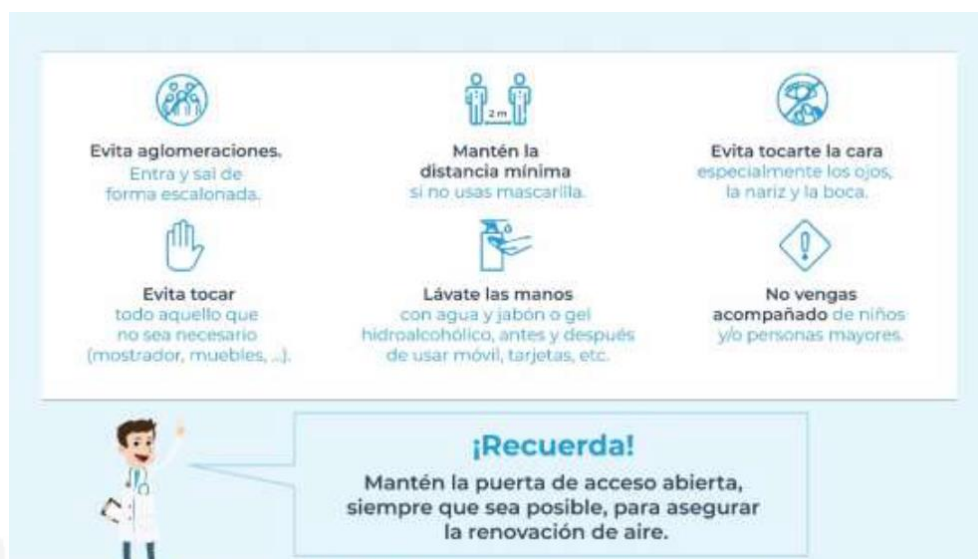 Evita aglomeraciones.
Entra y sal de
forma escalonada.
2 m
Mantén la
distancia mínima
si no usas mascarilla.
Evita tocarte la cara
especialmente los ojos,
la nariz y la boca.
Evita tocar
todo aquello que
no sea necesario
(mostrador, muebles, ...).
Lávate las manos
con agua y jabón o gel
hidroalcohólico, antes y después
de usar móvil, tarjetas, etc.
No vengas
acompañado de niños
y/o personas mayores.
¡Recuerda!
Mantén la puerta de acceso abierta,
siempre que sea posible, para asegurar
la renovación de aire.